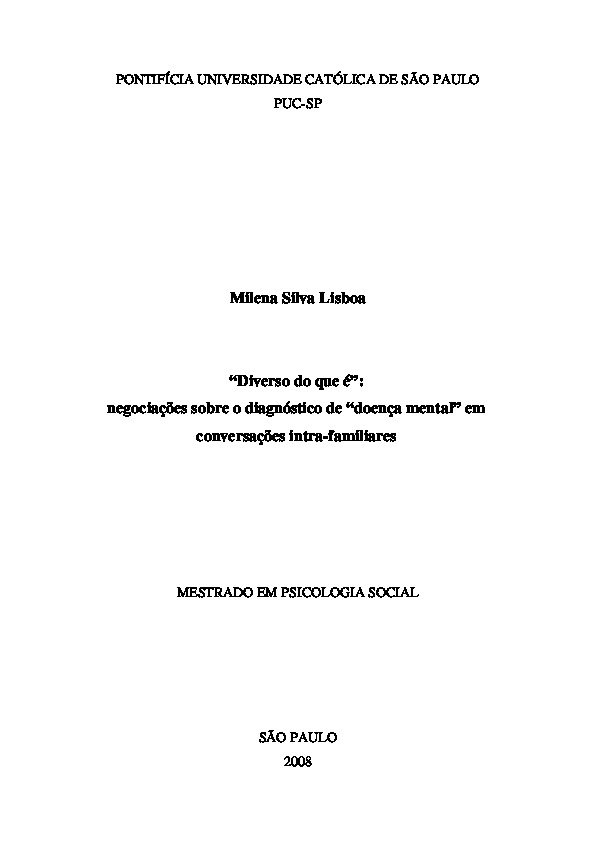 PONTIFÍCIA UNIVERSIDADE CATÓLICA DE SÃO PAULO
PUC-SP
Milena Silva Lisboa
“Diverso do que é”:
negociações sobre o diagnóstico de “doença mental” em
conversações intra-familiares
MESTRADO EM PSICOLOGIA SOCIAL
SÃO PAULO
2008